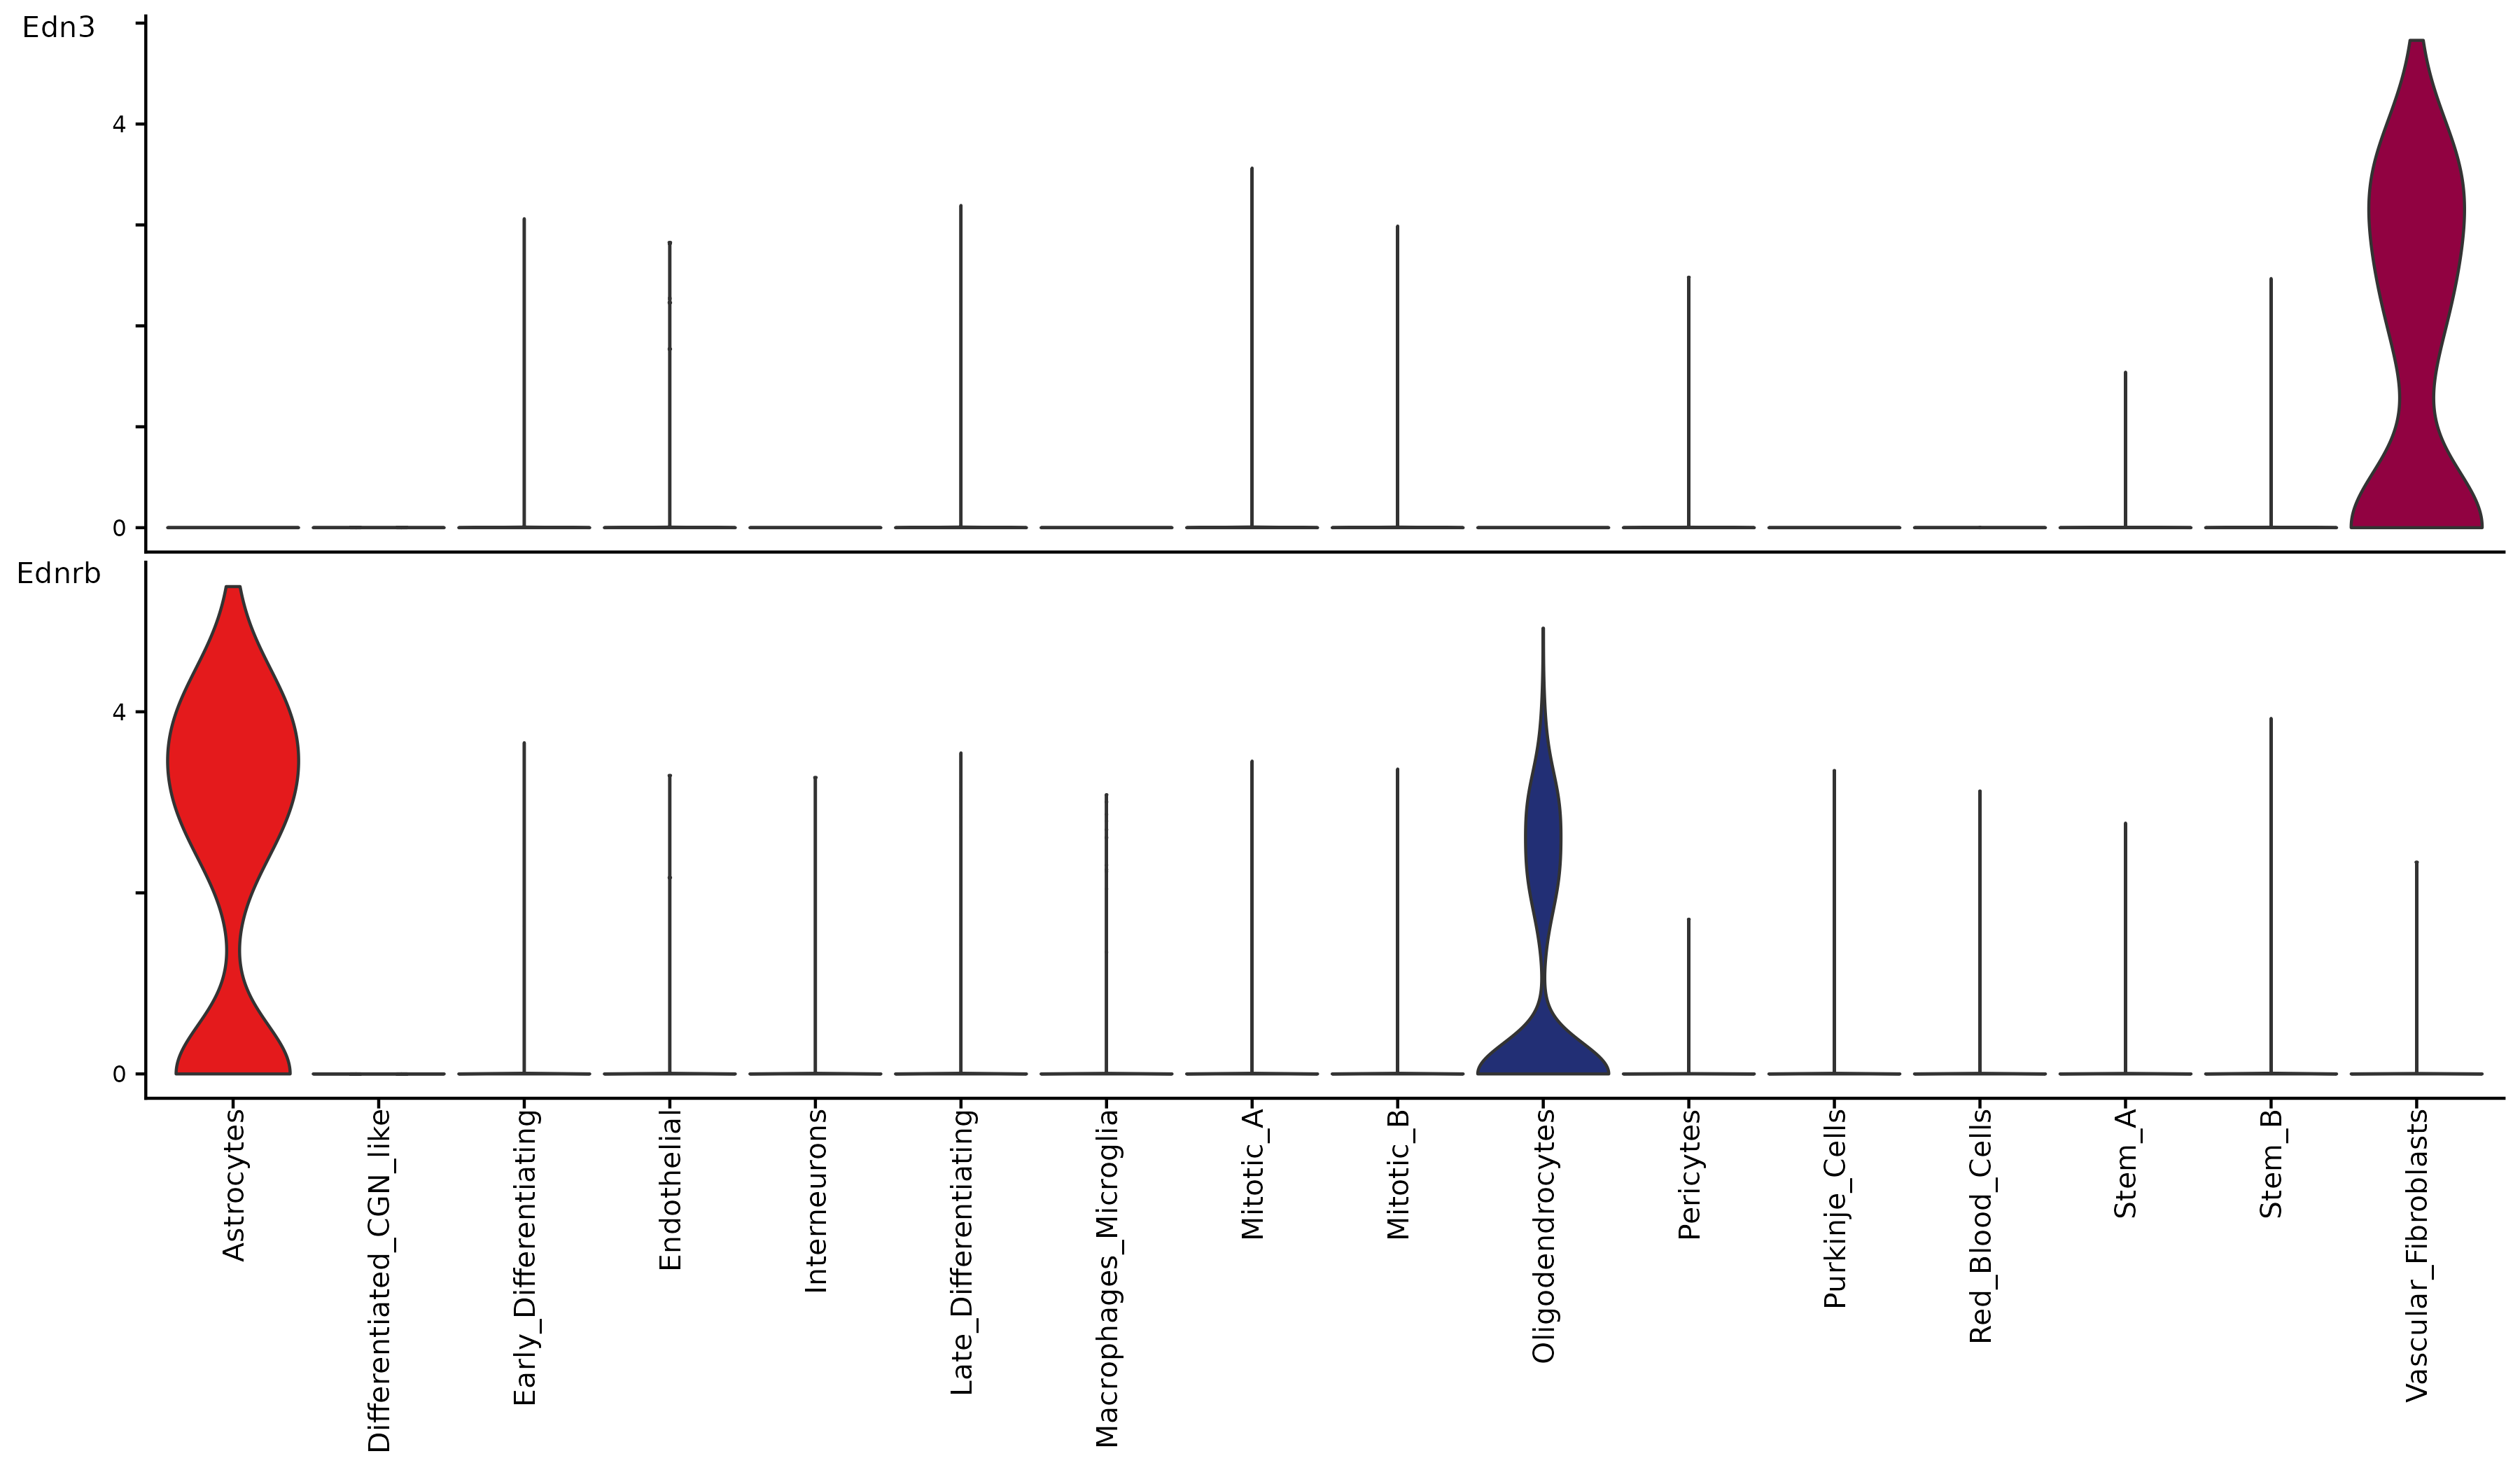 Edn3
4
0
Ednrb
4
0
Astrocytes
Differentiated_CGN_like
Early_Differentiating
Endothelial
Interneurons
Late_Differentiating
Macrophages_Microglia
Mitotic_A
Mitotic_B
Oligodendrocytes
Pericytes
Purkinje_Cells
Red_Blood_Cells
Stem_A
Stem_B
Vascular_Fibroblasts